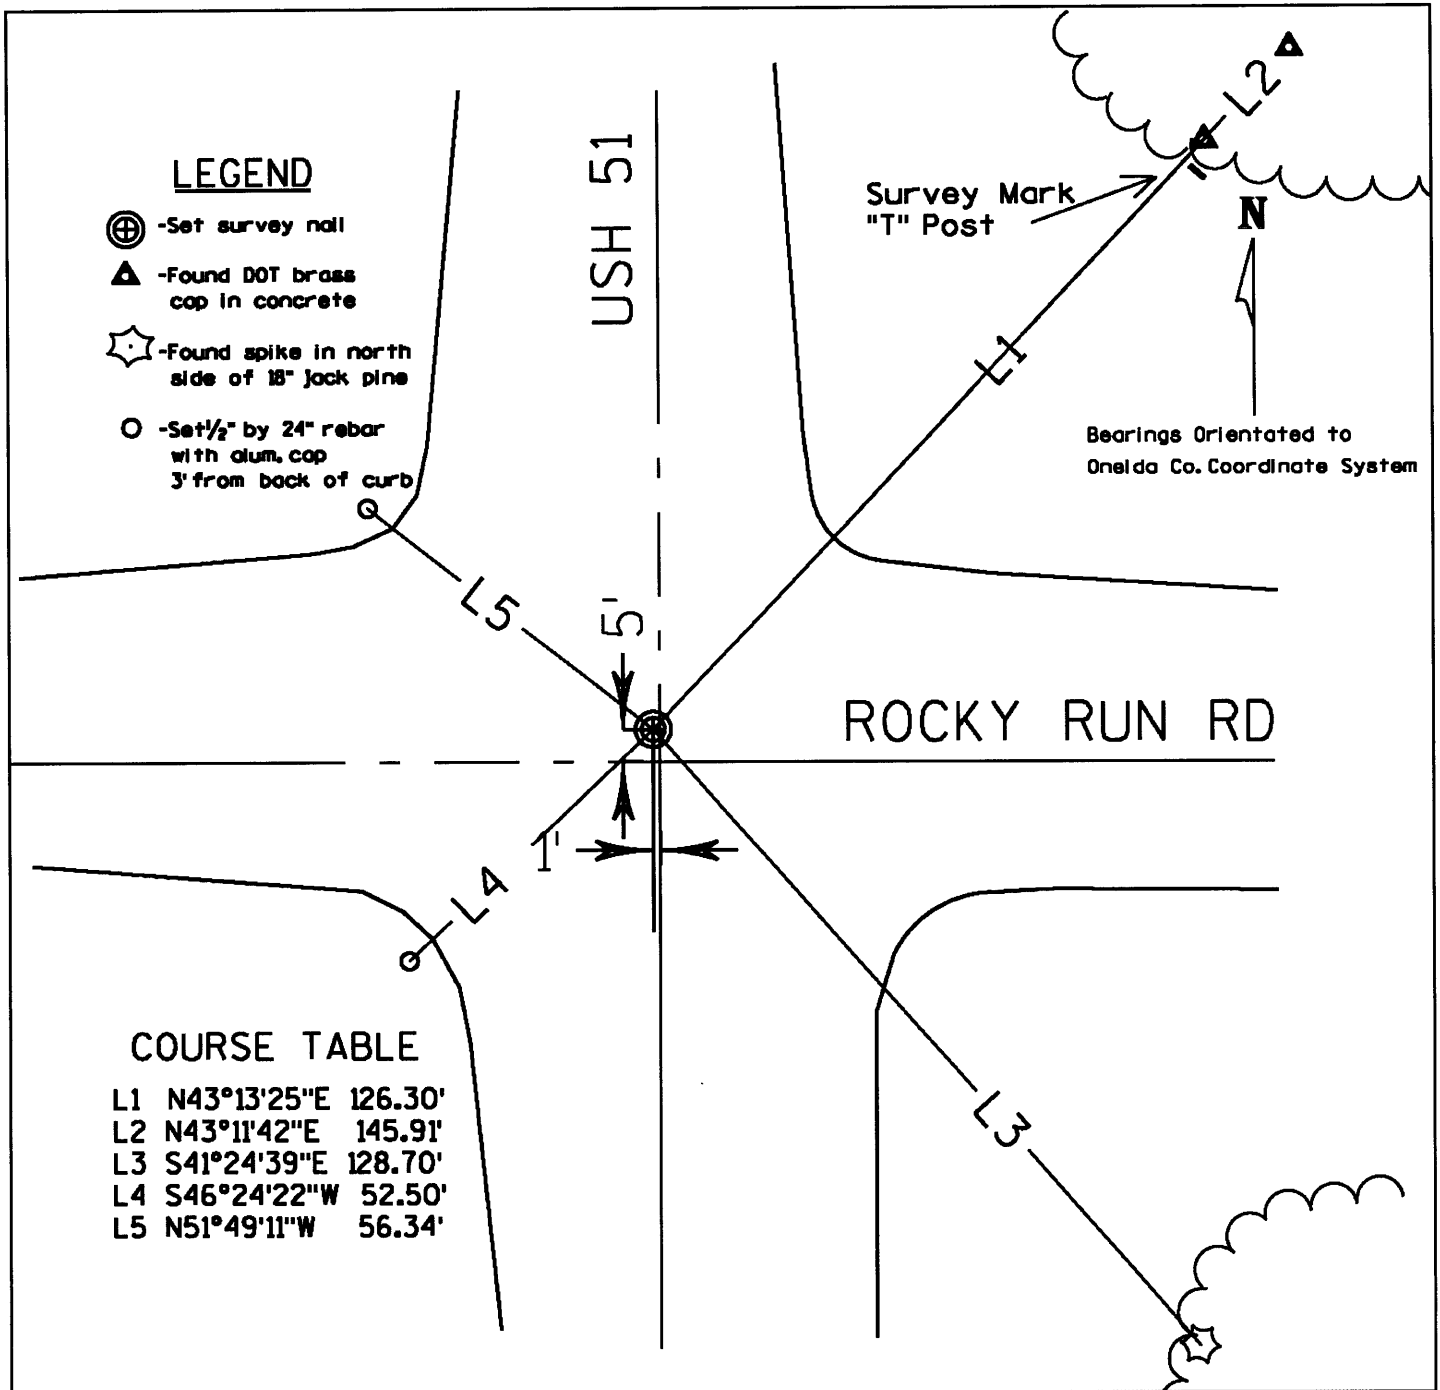 LEGEND
-Set survey nail
-Found DOT brass
cap in concrete
-Found spike in north
side of 18" jack pine
-Set 1/2" by 24" rebar
with alum. cap
3' from back of curb
USH 51
L2
Survey Mark
"T" Post
N
L1
Bearings Orientated to
Oneida Co. Coordinate System
L5
5'
ROCKY RUN RD
1'
L4
L3
COURSE TABLE
L1 N43°13'25"E 126.30'
L2 N43°11'42"E 145.91'
L3 S41°24'39"E 128.70'
L4 S46°24'22"W 52.50'
L5 N51°49'11"W 56.34'